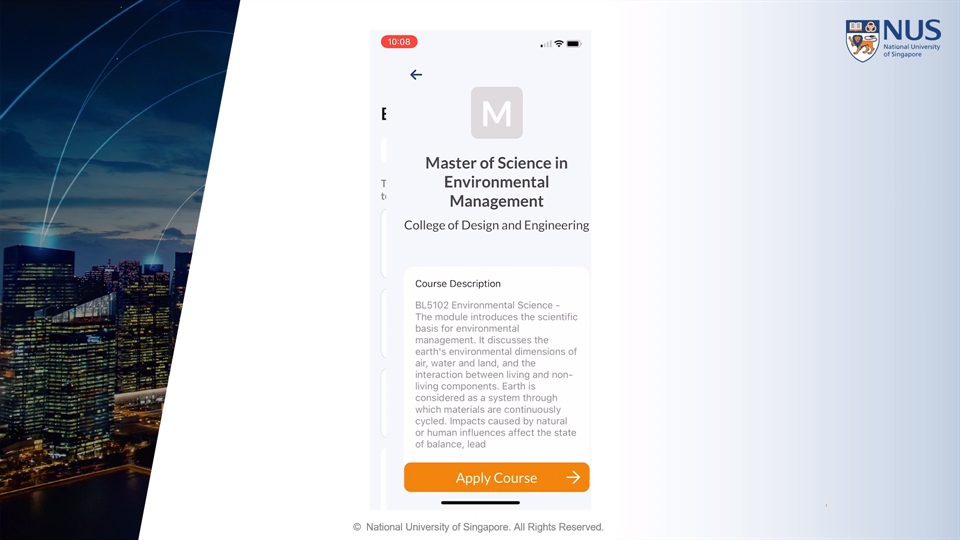 NUS
National University
of Singapore
10:08
M
Master of Science in
Environmental
Management
College of Design and Engineering
Course Description
BL5102 Environmental Science -
The module introduces the scientific
basis for environmental
management. It discusses the
earth's environmental dimensions of
air, water and land, and the
interaction between living and non-
living components. Earth is
considered as a system through
which materials are continuously
cycled. Impacts caused by natural
or human influences affect the state
of balance, lead
Apply Course
© National University of Singapore. All Rights Reserved.